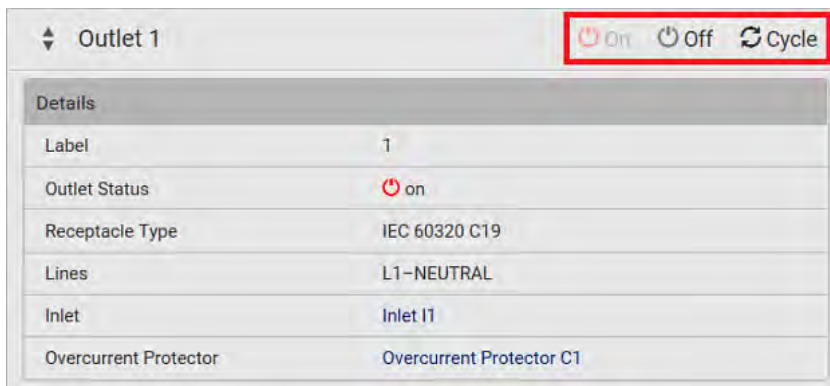 Outlet 1 On Off Cycle
Details
Label 1
Outlet Status on
Receptacle Type IEC 60320 C19
Lines L1–NEUTRAL
Inlet Inlet I1
Overcurrent Protector Overcurrent Protector C1